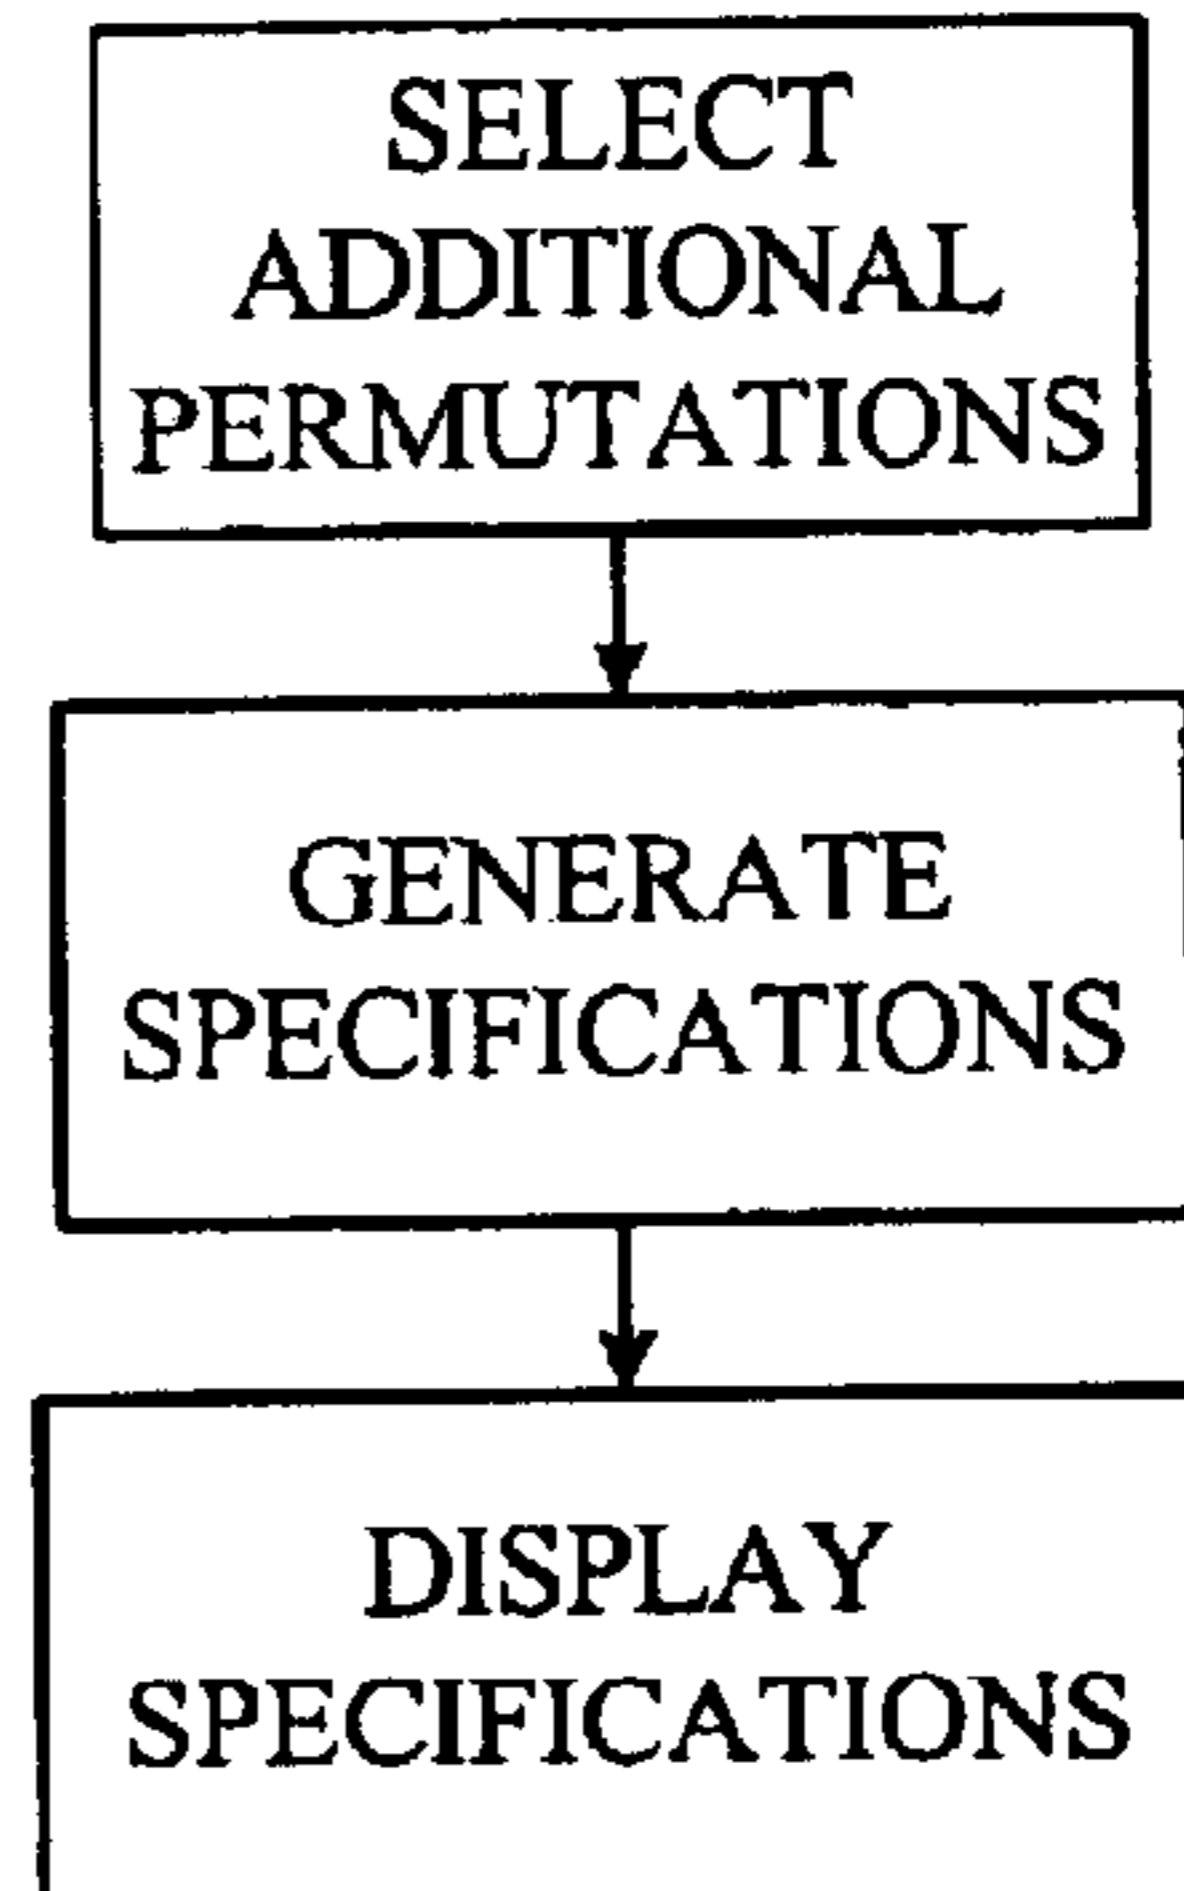 SELECT
ADDITIONAL
PERMUTATIONS
GENERATE
SPECIFICATIONS
DISPLAY
SPECIFICATIONS